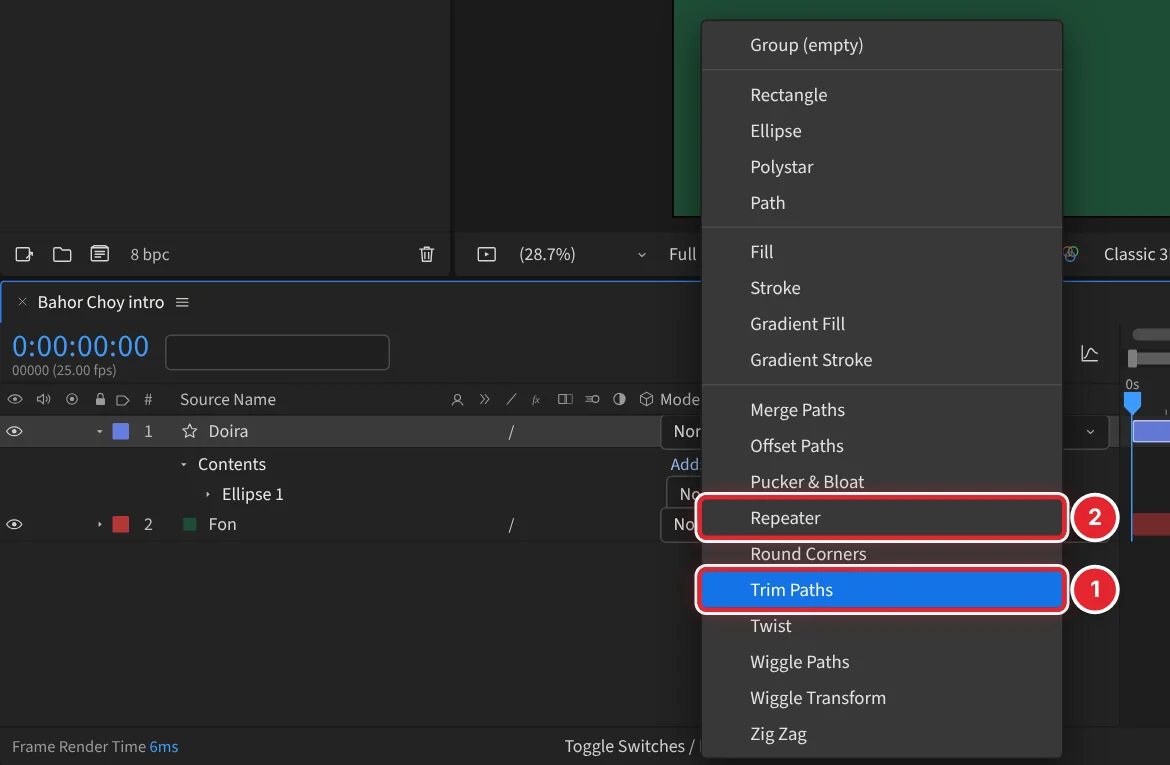 Group (empty)
Rectangle
Ellipse
Polystar
Path
8 bpc
(28.7%)
Full
Fill
Classic 3
Stroke
Bahor Choy intro
Gradient Fill
0:00:00:00
00000 (25.00 fps)
Gradient Stroke
0s
# Source Name
fx
Mode
Merge Paths
1 Doira
Nor
Offset Paths
Contents
Add
Pucker & Bloat
Ellipse 1
No
Repeater
2
2 Fon
No
Round Corners
Trim Paths
1
Twist
Wiggle Paths
Wiggle Transform
Zig Zag
Frame Render Time 6ms
Toggle Switches /